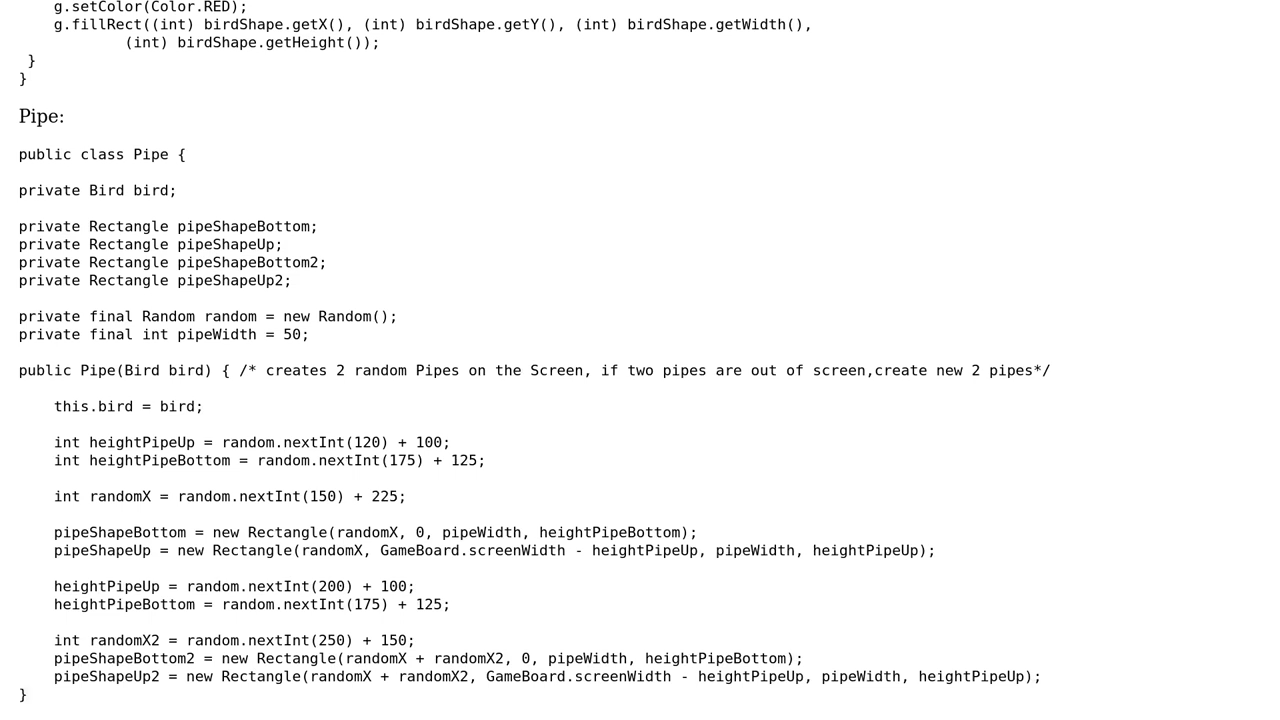 g.setColor(Color.RED);
g.fillRect((int) birdShape.getX(), (int) birdShape.getY(), (int) birdShape.getWidth(),
(int) birdShape.getHeight());
}
}
Pipe:
public class Pipe {
private Bird bird;
private Rectangle pipeShapeBottom;
private Rectangle pipeShapeUp;
private Rectangle pipeShapeBottom2;
private Rectangle pipeShapeUp2;
private final Random random = new Random();
private final int pipeWidth = 50;
public Pipe(Bird bird) { /* creates 2 random Pipes on the Screen, if two pipes are out of screen,create new 2 pipes*/
this.bird = bird;
int heightPipeUp = random.nextInt(120) + 100;
int heightPipeBottom = random.nextInt(175) + 125;
int randomX = random.nextInt(150) + 225;
pipeShapeBottom = new Rectangle(randomX, 0, pipeWidth, heightPipeBottom);
pipeShapeUp = new Rectangle(randomX, GameBoard.screenWidth - heightPipeUp, pipeWidth, heightPipeUp);
heightPipeUp = random.nextInt(200) + 100;
heightPipeBottom = random.nextInt(175) + 125;
int randomX2 = random.nextInt(250) + 150;
pipeShapeBottom2 = new Rectangle(randomX + randomX2, 0, pipeWidth, heightPipeBottom);
pipeShapeUp2 = new Rectangle(randomX + randomX2, GameBoard.screenWidth - heightPipeUp, pipeWidth, heightPipeUp);
}